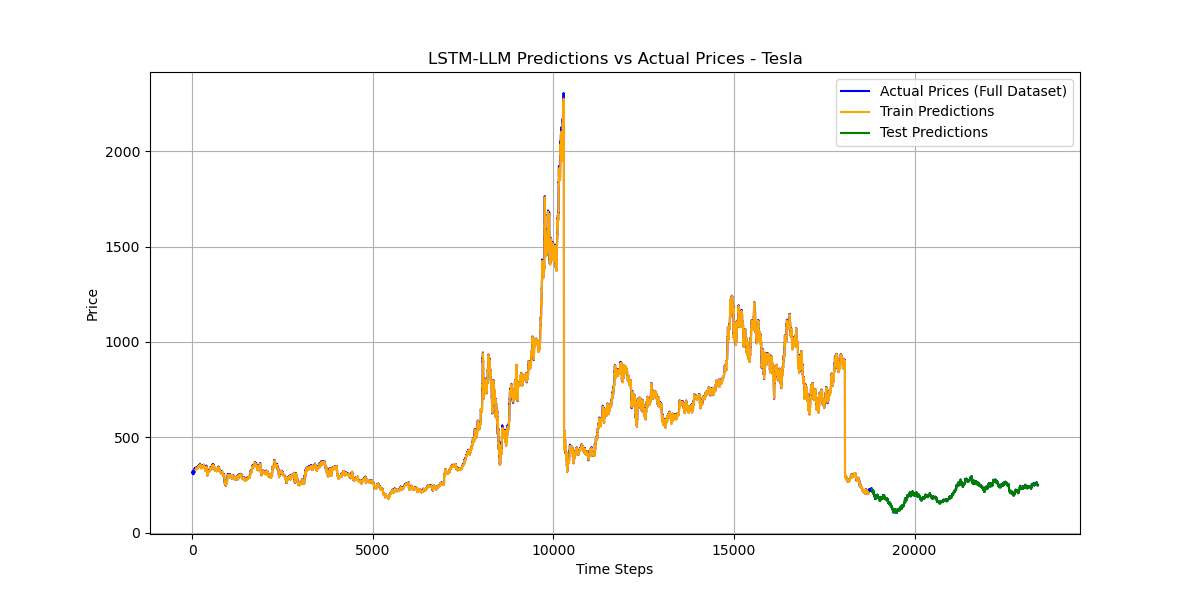 LSTM-LLM Predictions vs Actual Prices - Tesla
Actual Prices (Full Dataset)
Train Predictions
Test Predictions
Price
2000
1500
1000
500
0
0
5000
10000
15000
20000
Time Steps